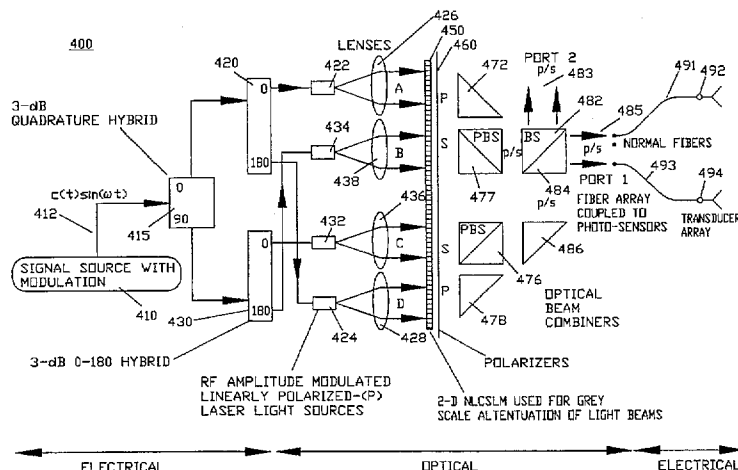 400
3-dB
QUADRATURE HYBRID
c(t)sin(ωt)
412
0
90
415
SIGNAL SOURCE WITH
MODULATION
410
420
0
180
430
0
180
3-dB 0-180 HYBRID
422
434
432
424
LENSES
426
A
B
438
436
C
D
428
450
460
P
S
S
P
472
PBS
477
p/s
PBS
476
478
PORT 2
p/s
483
482
BS
484
p/s
485
p/s
p/s
PORT 1
486
491
492
NORMAL FIBERS
493
494
FIBER ARRAY
COUPLED TO
PHOTO-SENSORS
TRANSDUCER
ARRAY
OPTICAL
BEAM
COMBINERS
POLARIZERS
RF AMPLITUDE MODULATED
LINEARLY POLARIZED-(P)
LASER LIGHT SOURCES
2-D NLCSLM USED FOR GREY
SCALE ALTENTUATION OF LIGHT BEAMS
ELECTRICAL
OPTICAL
ELECTRICAL